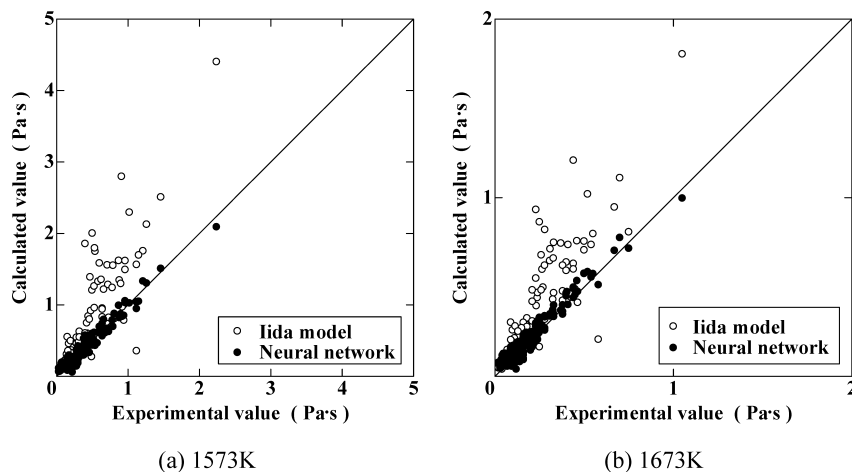 5
4
3
2
1
0
1
2
3
4
5
Calculated value ( Pa·s )
Experimental value ( Pa·s )
Iida model
Neural network
(a) 1573K
2
1
0
1
2
Calculated value ( Pa·s )
Experimental value ( Pa·s )
Iida model
Neural network
(b) 1673K